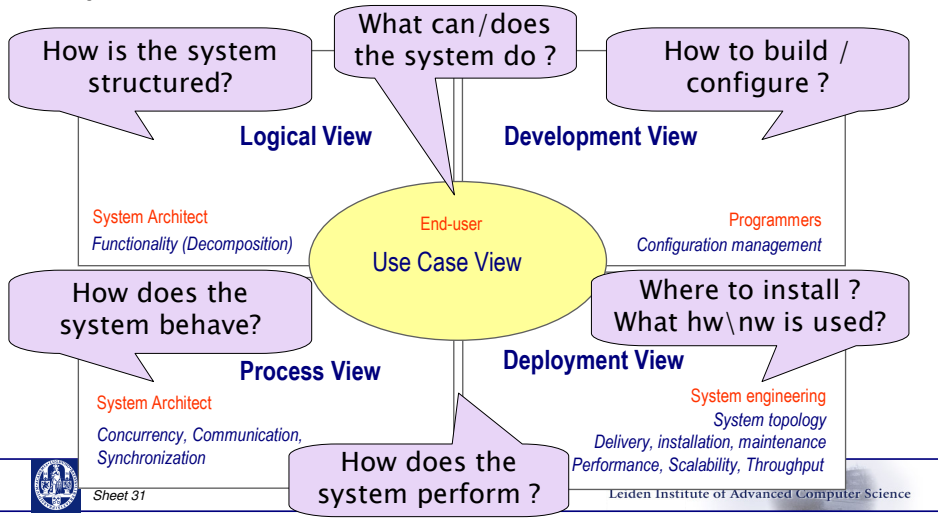 What can/does
the system do ?
How is the system
structured?
How to build /
configure ?
Logical View
Development View
System Architect
Functionality (Decomposition)
End-user
Use Case View
Programmers
Configuration management
How does the
system behave?
Where to install ?
What hw\nw is used?
Process View
Deployment View
System Architect
Concurrency, Communication,
Synchronization
System engineering
System topology
Delivery, installation, maintenance
Performance, Scalability, Throughput
How does the
system perform ?
Sheet 31
Leiden Institute of Advanced Computer Science